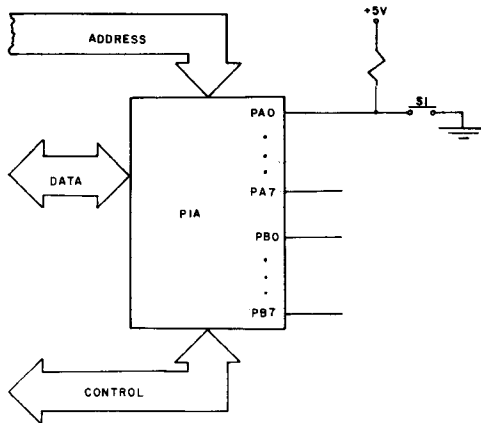 +5V
ADDRESS
S1
PA0
DATA
PA7
PIA
PB0
PB7
CONTROL